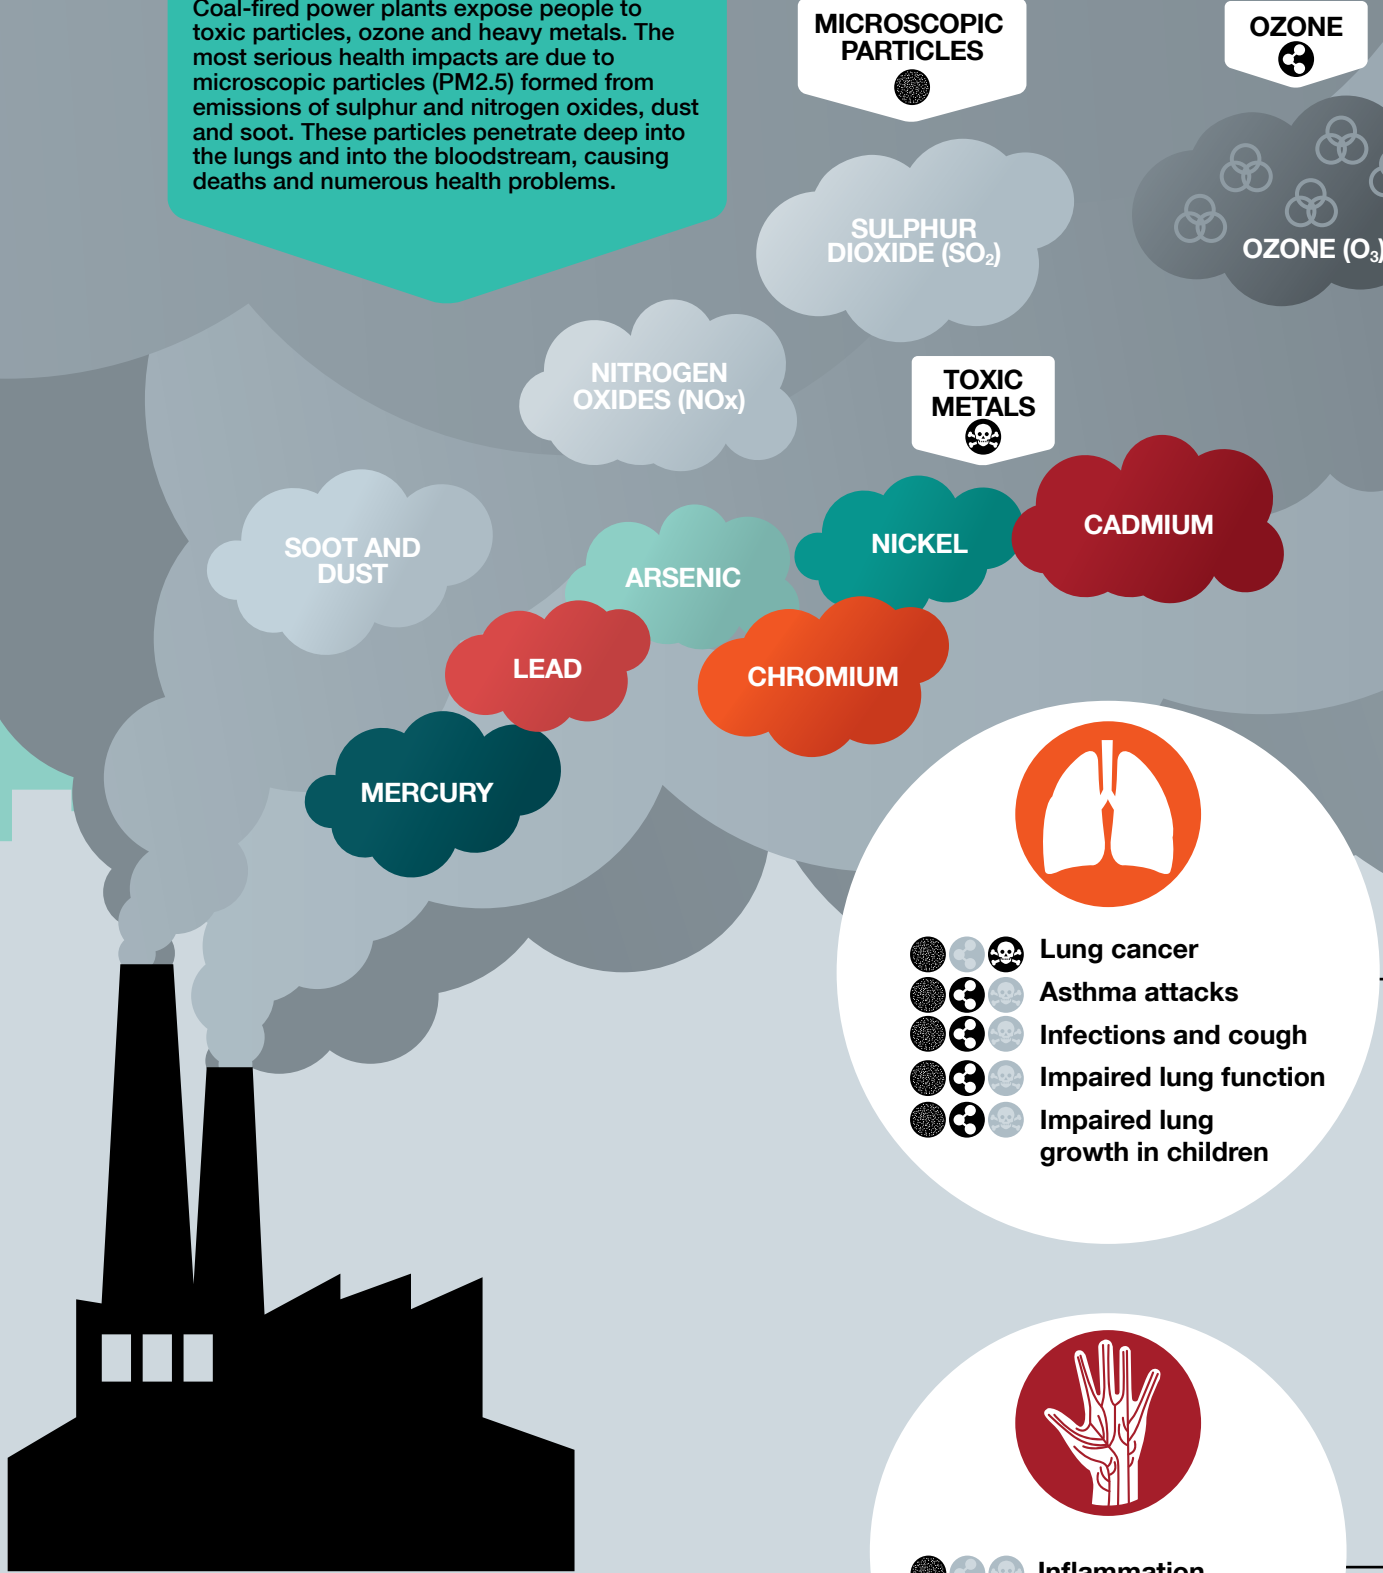 Coal-fired power plants expose people to
toxic particles, ozone and heavy metals. The
most serious health impacts are due to
microscopic particles (PM2.5) formed from
emissions of sulphur and nitrogen oxides, dust
and soot. These particles penetrate deep into
the lungs and into the bloodstream, causing
deaths and numerous health problems.
MICROSCOPIC
PARTICLES
OZONE
SULPHUR
DIOXIDE (SO₂)
OZONE (O₃)
NITROGEN
OXIDES (NOx)
TOXIC
METALS
SOOT AND
DUST
ARSENIC
NICKEL
CADMIUM
LEAD
CHROMIUM
MERCURY
Lung cancer
Asthma attacks
Infections and cough
Impaired lung function
Impaired lung
growth in children
Inflammation